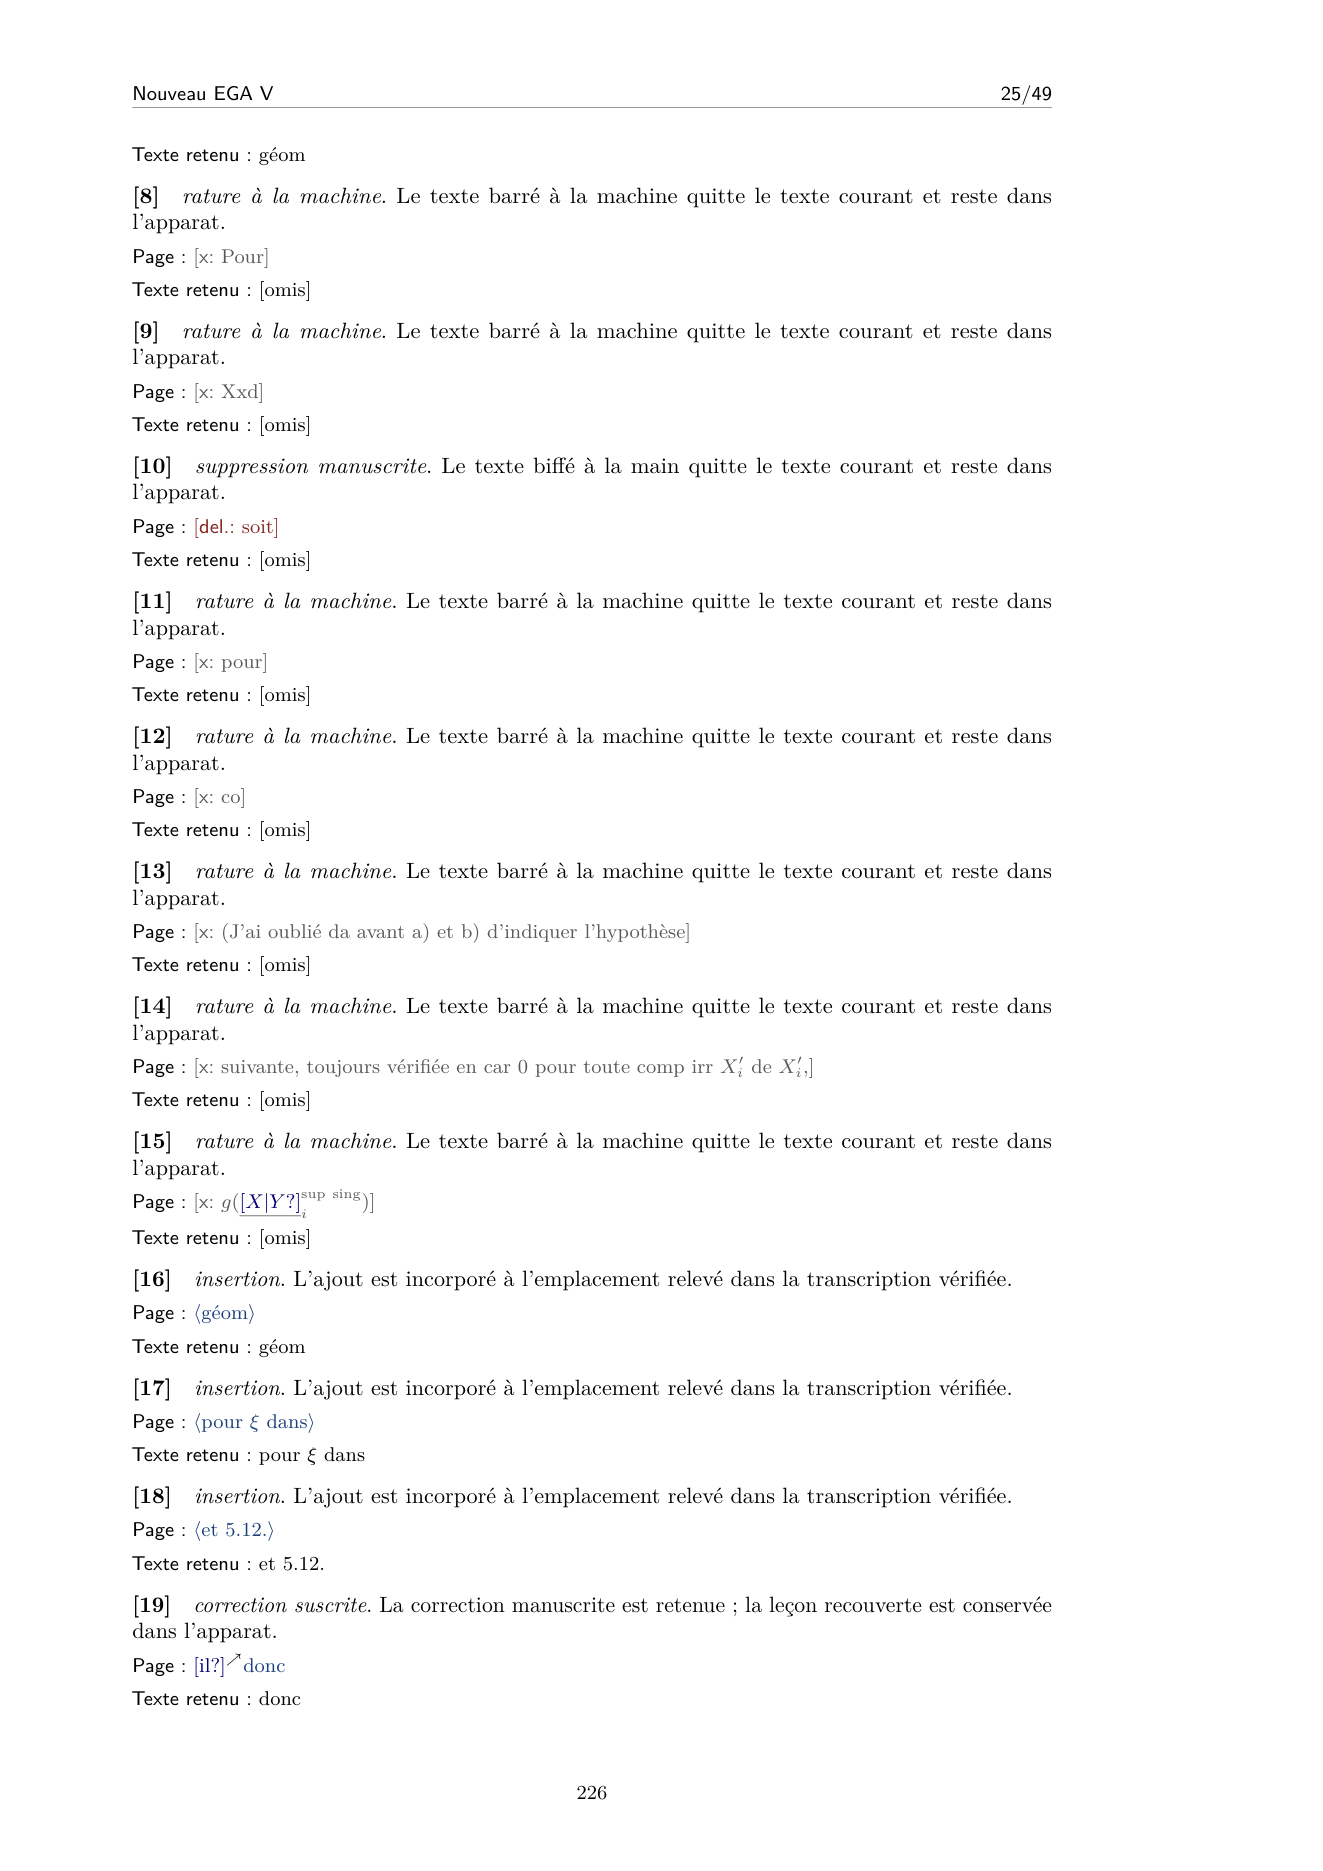 Nouveau EGA V 25/49
Texte retenu : géom
[8] rature à la machine. Le texte barré à la machine quitte le texte courant et reste dans
l'apparat.
Page : [x: Pour]
Texte retenu : [omis]
[9] rature à la machine. Le texte barré à la machine quitte le texte courant et reste dans
l'apparat.
Page : [x: Xxd]
Texte retenu : [omis]
[10] suppression manuscrite. Le texte biffé à la main quitte le texte courant et reste dans
l'apparat.
Page : [del.: soit]
Texte retenu : [omis]
[11] rature à la machine. Le texte barré à la machine quitte le texte courant et reste dans
l'apparat.
Page : [x: pour]
Texte retenu : [omis]
[12] rature à la machine. Le texte barré à la machine quitte le texte courant et reste dans
l'apparat.
Page : [x: co]
Texte retenu : [omis]
[13] rature à la machine. Le texte barré à la machine quitte le texte courant et reste dans
l'apparat.
Page : [x: (J'ai oublié da avant a) et b) d'indiquer l'hypothèse]
Texte retenu : [omis]
[14] rature à la machine. Le texte barré à la machine quitte le texte courant et reste dans
l'apparat.
Page : [x: suivante, toujours vérifiée en car 0 pour toute comp irr X′_i de X′_i,]
Texte retenu : [omis]
[15] rature à la machine. Le texte barré à la machine quitte le texte courant et reste dans
l'apparat.
Page : [x: g([X|Y?]_i^{sup sing})]
Texte retenu : [omis]
[16] insertion. L'ajout est incorporé à l'emplacement relevé dans la transcription vérifiée.
Page : ⟨géom⟩
Texte retenu : géom
[17] insertion. L'ajout est incorporé à l'emplacement relevé dans la transcription vérifiée.
Page : ⟨pour ξ dans⟩
Texte retenu : pour ξ dans
[18] insertion. L'ajout est incorporé à l'emplacement relevé dans la transcription vérifiée.
Page : ⟨et 5.12.⟩
Texte retenu : et 5.12.
[19] correction suscrite. La correction manuscrite est retenue ; la leçon recouverte est conservée
dans l'apparat.
Page : [il?]↗donc
Texte retenu : donc
226